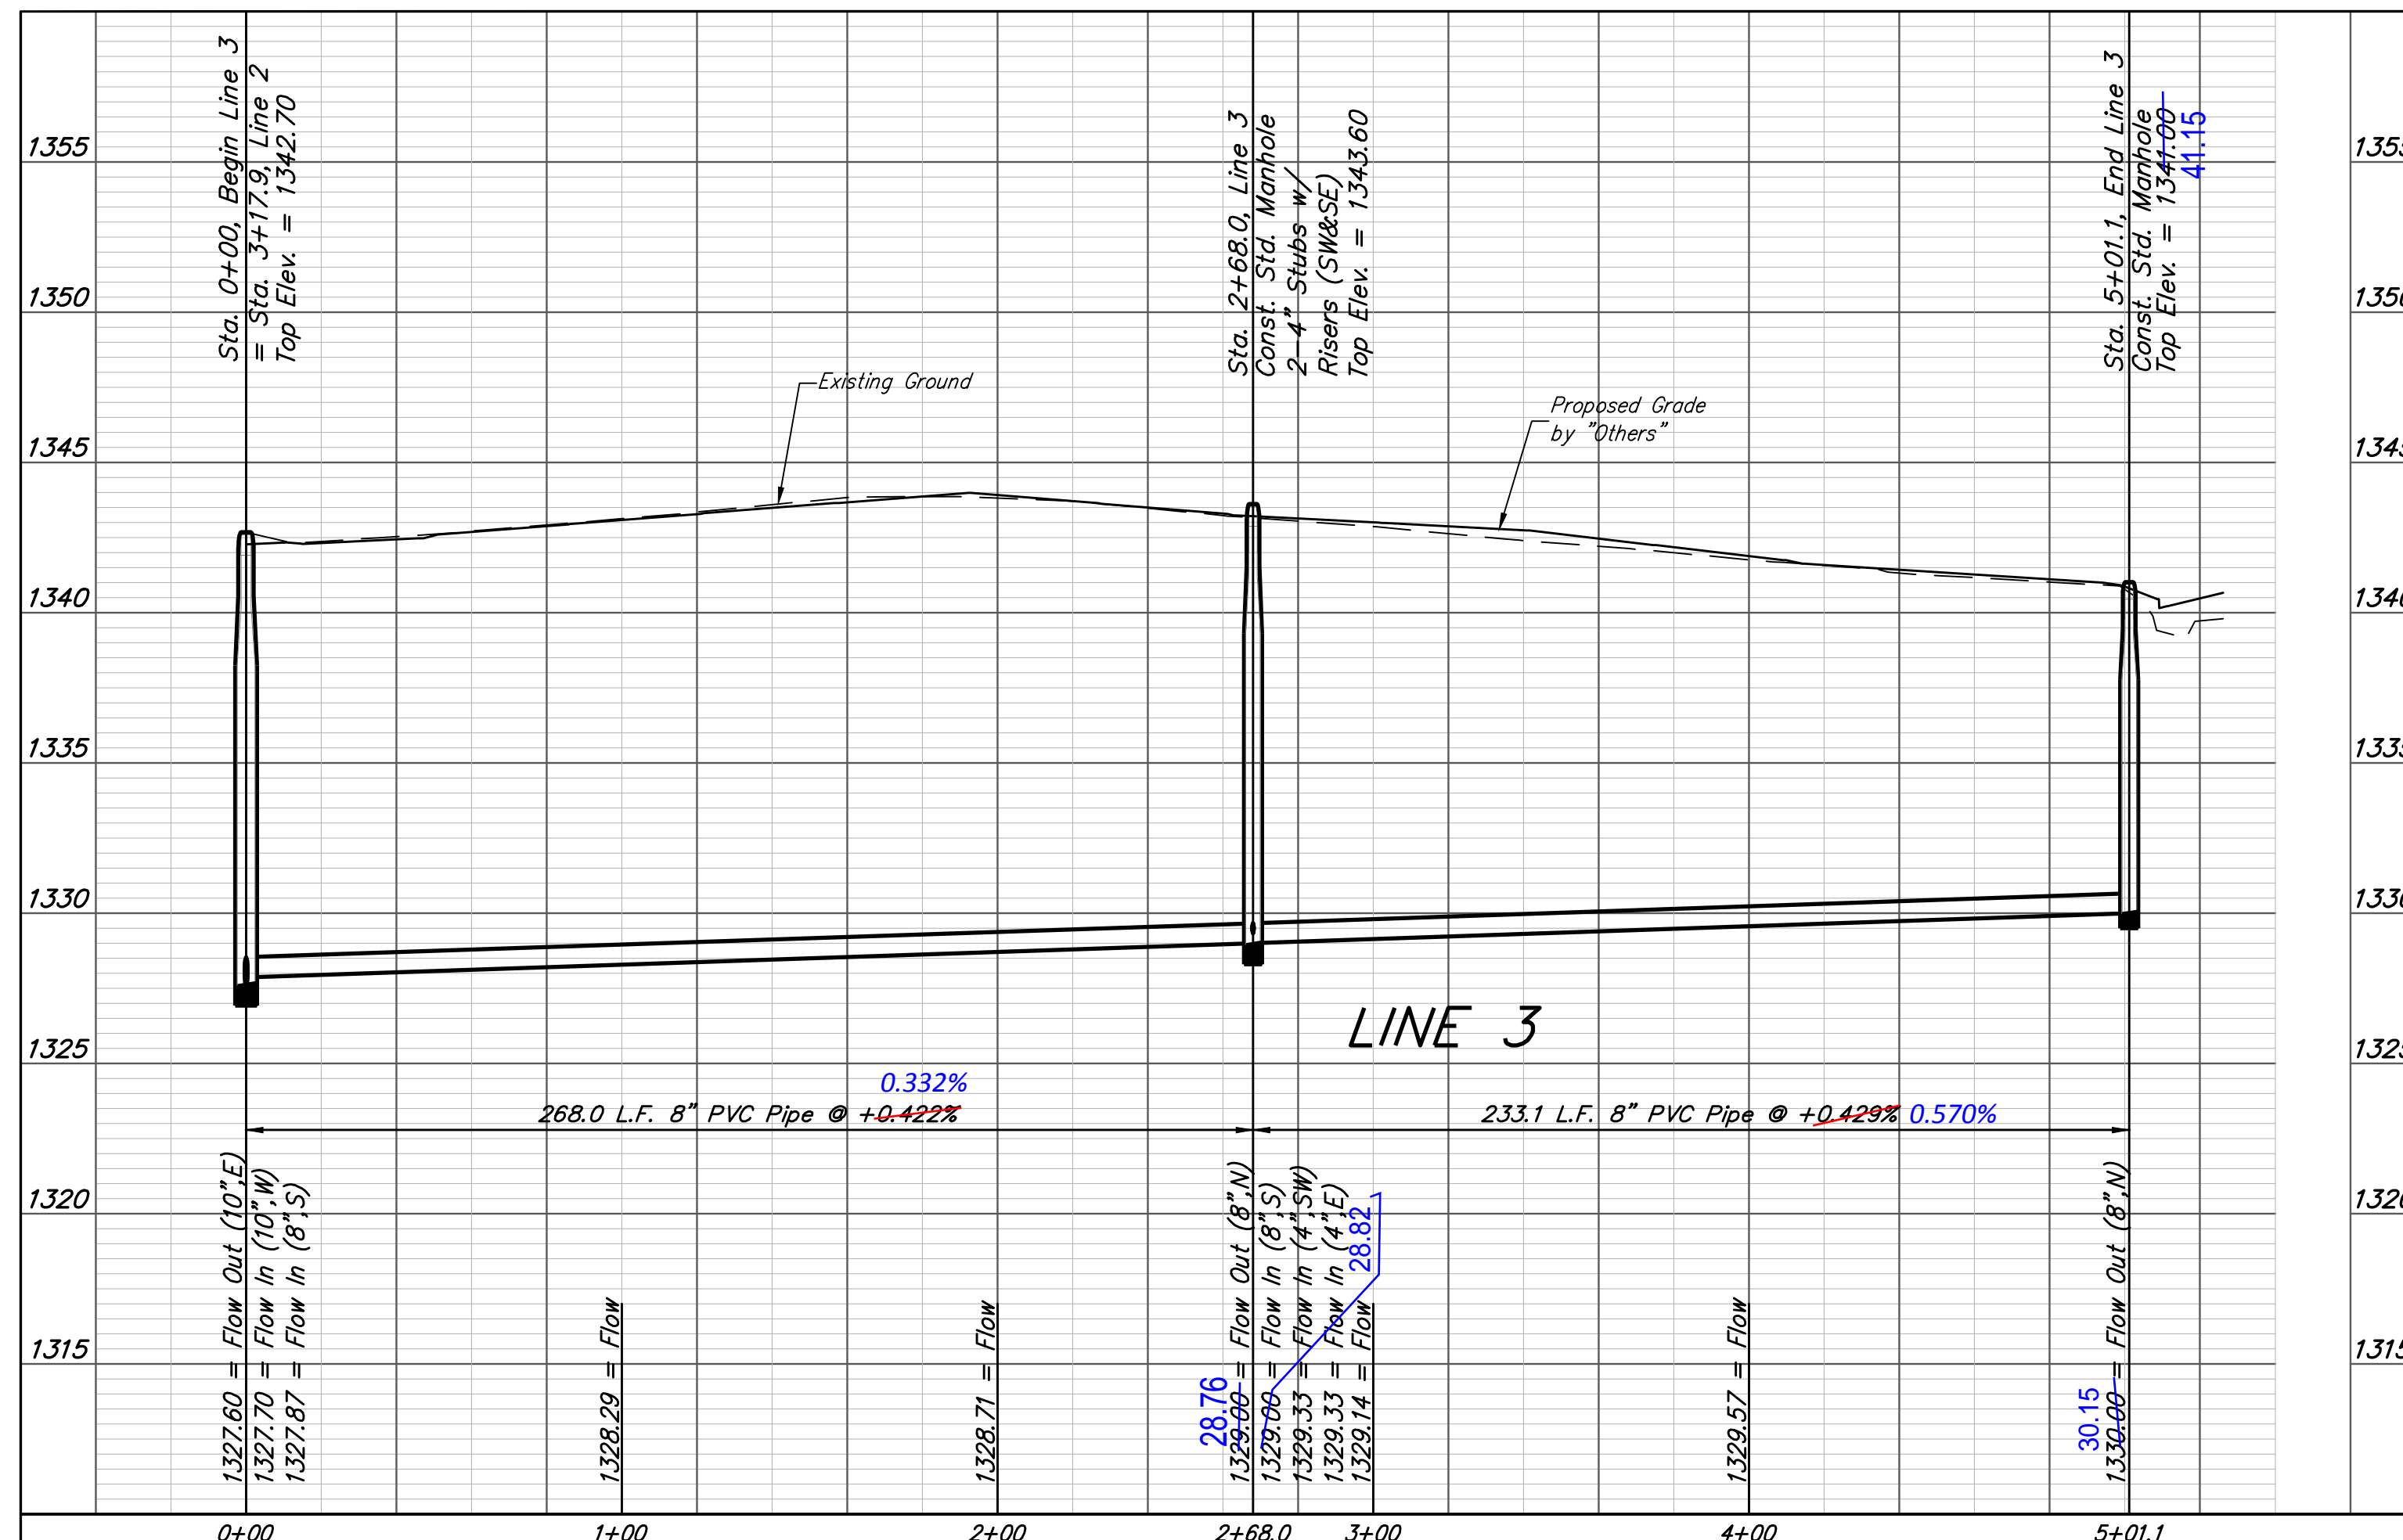 Sta. 0+00, Begin Line 3
= Sta. 3+17.9, Line 2
Top Elev. = 1342.70
Sta. 2+68.0, Line 3
Const. Std. Manhole
2-4" Stubs w/
Risers (SW&SE)
Top Elev. = 1343.60
Sta. 5+01.1, End Line 3
Const. Std. Manhole
Top Elev. = 1341.00
41.15
1355
1350
1345
1340
1335
1330
1325
1320
1315
Existing Ground
Proposed Grade
by "Others"
LINE 3
0.332%
268.0 L.F. 8" PVC Pipe @ +0.422%
233.1 L.F. 8" PVC Pipe @ +0.429% 0.570%
1327.60 = Flow Out (10",E)
1327.70 = Flow In (10",W)
1327.87 = Flow In (8",S)
1328.29 = Flow
1328.71 = Flow
28.76
1329.00 = Flow Out (8",N)
1329.00 = Flow In (8",S)
1329.33 = Flow In (4",SW)
1329.33 = Flow In (4",E)
28.82
1329.14 = Flow
1329.57 = Flow
30.15
1330.00 = Flow Out (8",N)
0+00
1+00
2+00
2+68.0
3+00
4+00
5+01.1